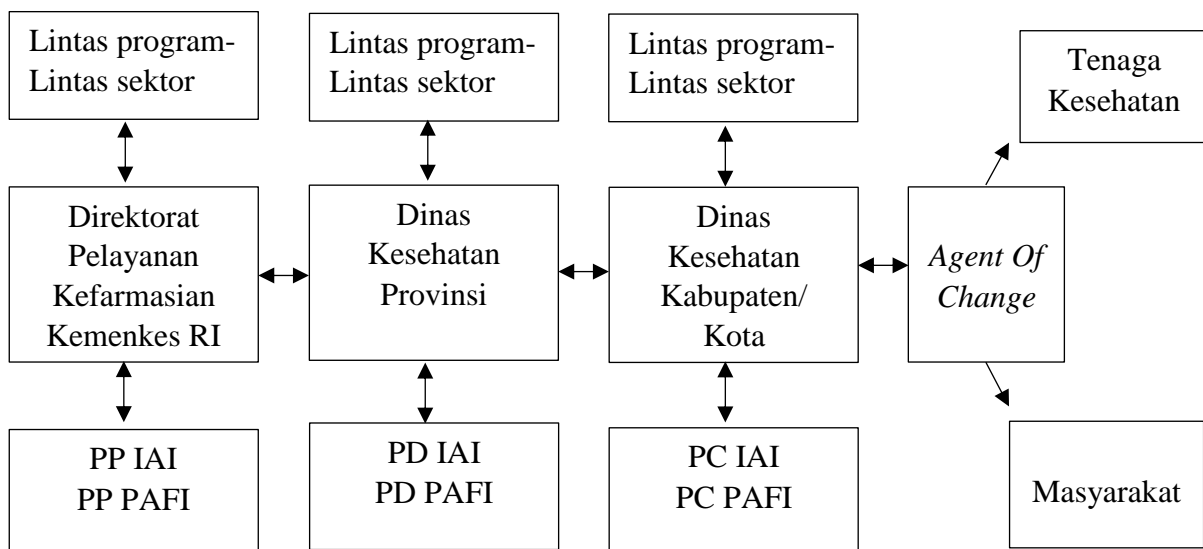 Lintas program-
Lintas sektor
Lintas program-
Lintas sektor
Lintas program-
Lintas sektor
Tenaga
Kesehatan
Direktorat
Pelayanan
Kefarmasian
Kemenkes RI
Dinas
Kesehatan
Provinsi
Dinas
Kesehatan
Kabupaten/
Kota
Agent Of
Change
PP IAI
PP PAFI
PD IAI
PD PAFI
PC IAI
PC PAFI
Masyarakat